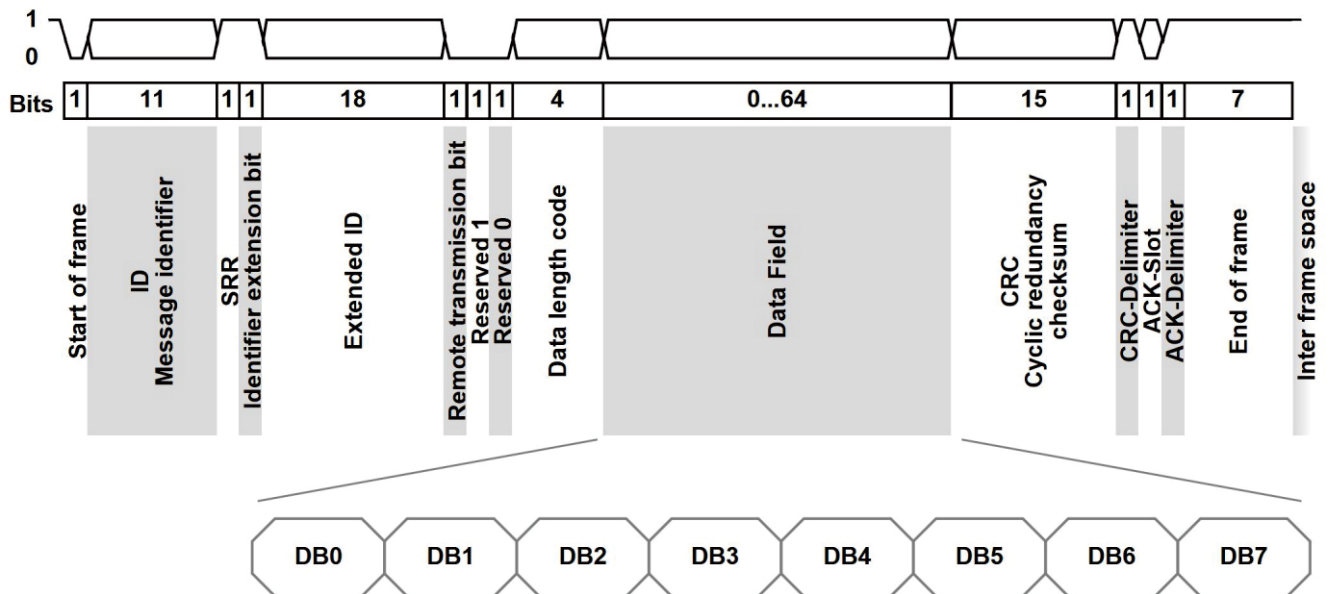 1
0
Bits 1 11 1 1 18 1 1 1 4 0...64 15 1 1 1 7
Start of frame
ID
Message identifier
SRR
Identifier extension bit
Extended ID
Remote transmission bit
Reserved 1
Reserved 0
Data length code
Data Field
CRC
Cyclic redundancy
checksum
CRC-Delimiter
ACK-Slot
ACK-Delimiter
End of frame
Inter frame space
DB0 DB1 DB2 DB3 DB4 DB5 DB6 DB7